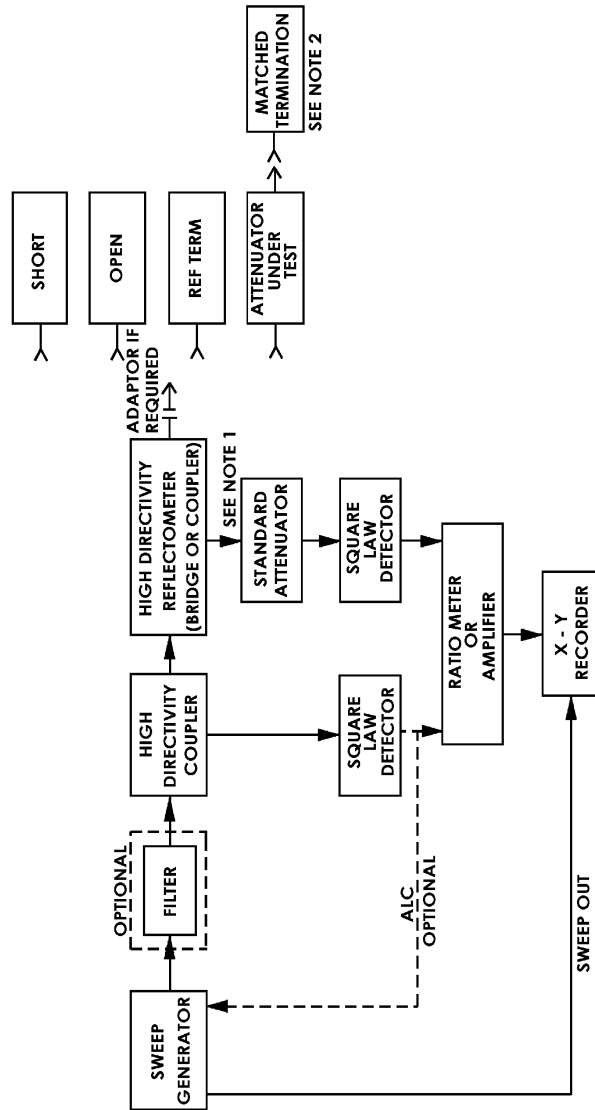 SWEEP
GENERATOR
OPTIONAL
FILTER
HIGH
DIRECTIVITY
COUPLER
HIGH DIRECTIVITY
REFLECTOMETER
(BRIDGE OR COUPLER)
ADAPTOR IF
REQUIRED
SHORT
OPEN
REF TERM
ATTENUATOR
UNDER
TEST
MATCHED
TERMINATION
SEE NOTE 2
SEE NOTE 1
STANDARD
ATTENUATOR
SQUARE
LAW
DETECTOR
SQUARE
LAW
DETECTOR
ALC
OPTIONAL
RATIO METER
OR
AMPLIFIER
X - Y
RECORDER
SWEEP OUT